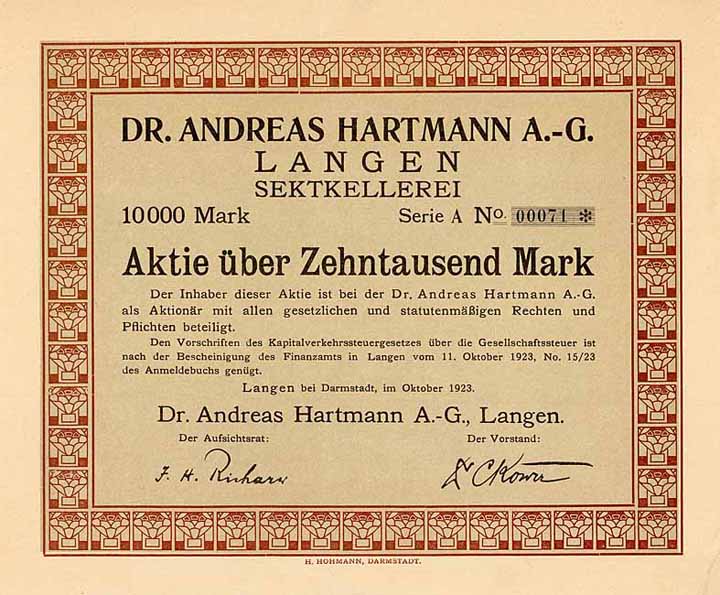 DR. ANDREAS HARTMANN A.-G.
LANGEN
SEKTKELLEREI
10000 Mark Serie A No. 00071 *
Aktie über Zehntausend Mark
Der Inhaber dieser Aktie ist bei der Dr. Andreas Hartmann A.-G.
als Aktionär mit allen gesetzlichen und statutenmäßigen Rechten und
Pflichten beteiligt.
Den Vorschriften des Kapitalverkehrssteuergesetzes über die Gesellschaftssteuer ist
nach der Bescheinigung des Finanzamts in Langen vom 11. Oktober 1923, No. 15/23
des Anmeldebuchs genügt.
Langen bei Darmstadt, im Oktober 1923.
Dr. Andreas Hartmann A.-G., Langen.
Der Aufsichtsrat: Der Vorstand:
H. HOHMANN, DARMSTADT.